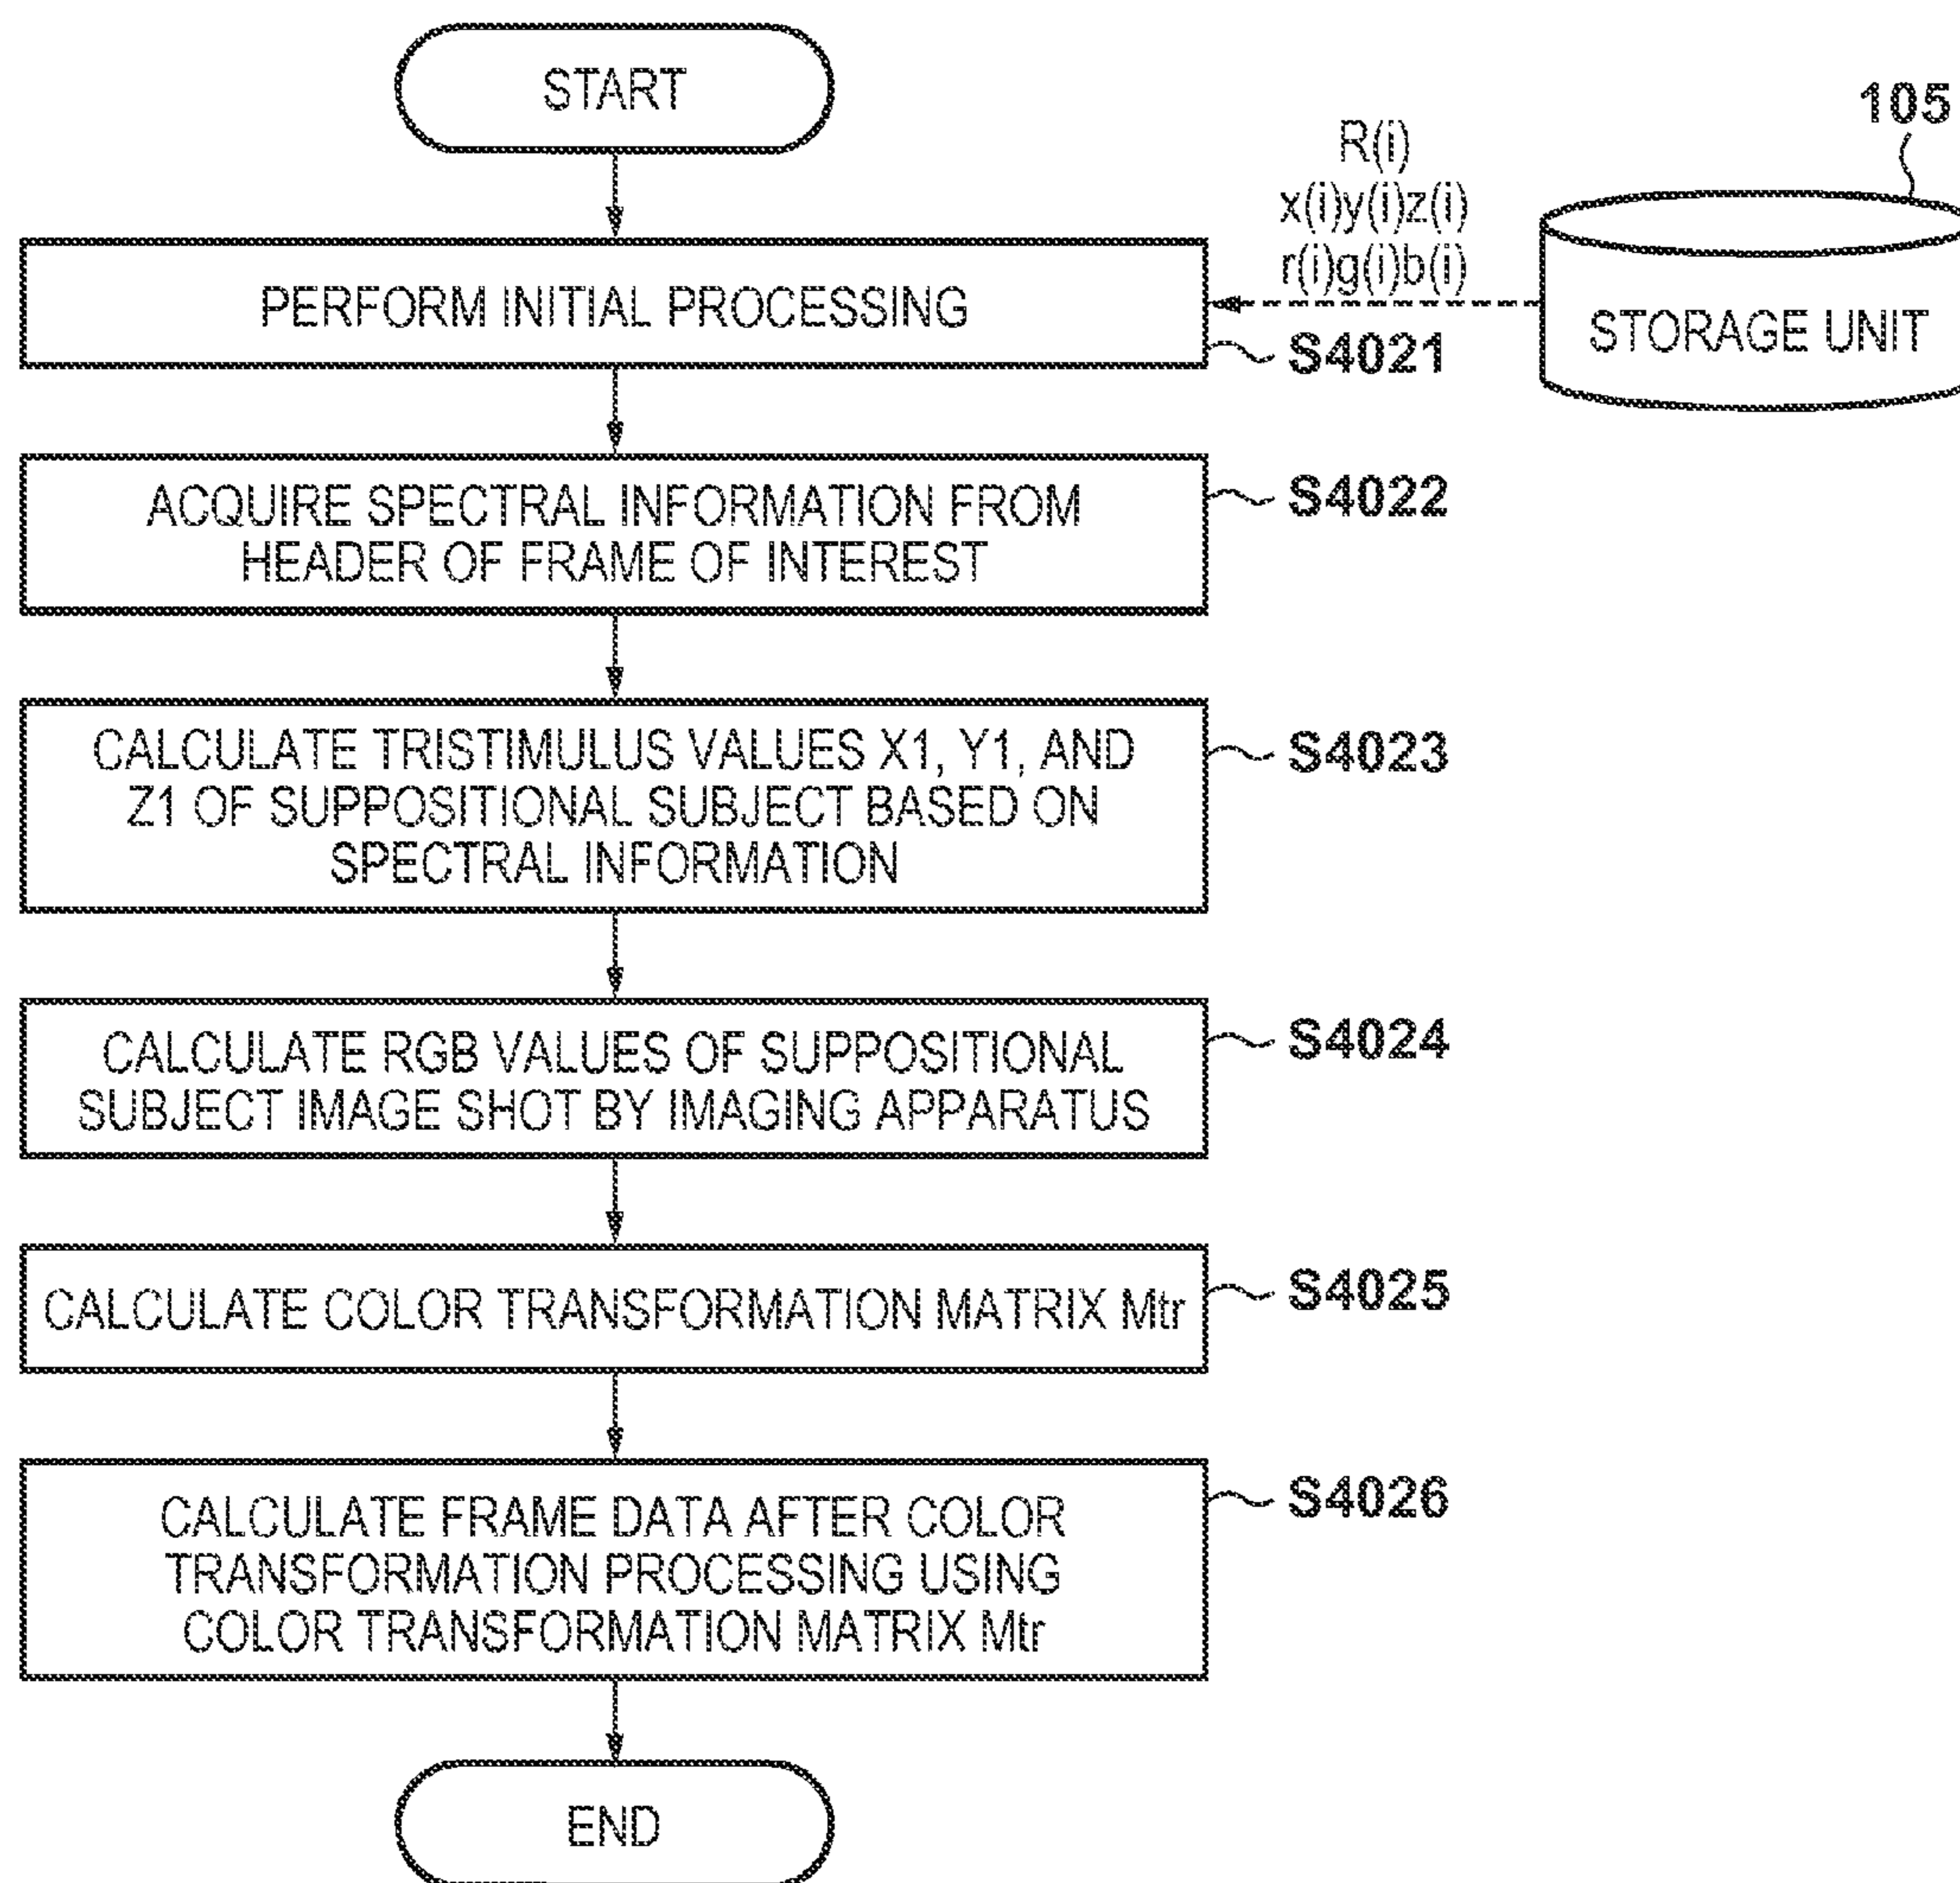 START
105
R(i)
x(i)y(i)z(i)
r(i)g(i)b(i)
STORAGE UNIT
PERFORM INITIAL PROCESSING
S4021
ACQUIRE SPECTRAL INFORMATION FROM
HEADER OF FRAME OF INTEREST
S4022
CALCULATE TRISTIMULUS VALUES X1, Y1, AND
Z1 OF SUPPOSITIONAL SUBJECT BASED ON
SPECTRAL INFORMATION
S4023
CALCULATE RGB VALUES OF SUPPOSITIONAL
SUBJECT IMAGE SHOT BY IMAGING APPARATUS
S4024
CALCULATE COLOR TRANSFORMATION MATRIX Mtr
S4025
CALCULATE FRAME DATA AFTER COLOR
TRANSFORMATION PROCESSING USING
COLOR TRANSFORMATION MATRIX Mtr
S4026
END